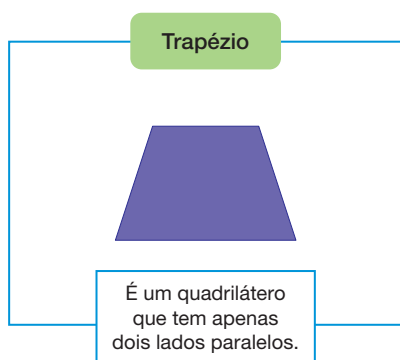 Trapézio
É um quadrilátero
que tem apenas
dois lados paralelos.